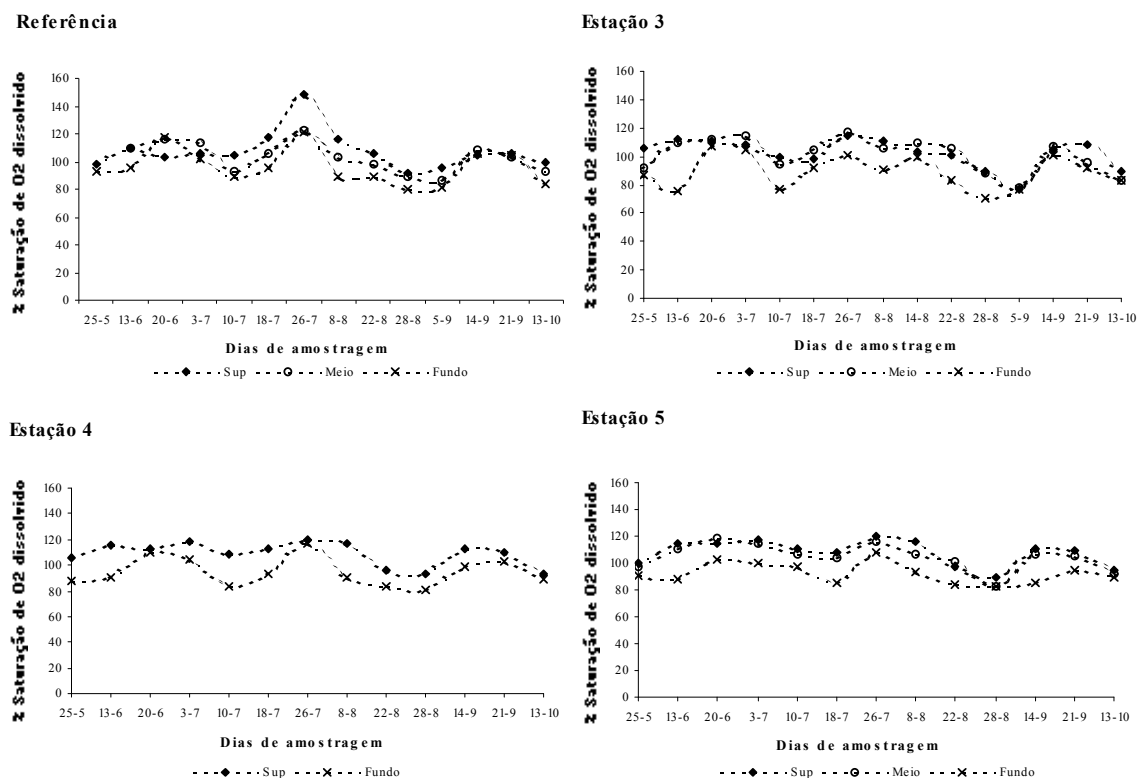 Referência
% Saturação de O2 dissolvido
160
140
120
100
80
60
40
20
0
25-5 13-6 20-6 3-7 10-7 18-7 26-7 8-8 22-8 28-8 5-9 14-9 21-9 13-10
Dias de amostragem
Sup Meio Fundo
Estação 3
% Saturação de O2 dissolvido
160
140
120
100
80
60
40
20
0
25-5 13-6 20-6 3-7 10-7 18-7 26-7 8-8 14-8 22-8 28-8 5-9 14-9 21-9 13-10
Dias de amostragem
Sup Meio Fundo
Estação 4
% Saturação de O2 dissolvido
160
140
120
100
80
60
40
20
0
25-5 13-6 20-6 3-7 10-7 18-7 26-7 8-8 22-8 28-8 14-9 21-9 13-10
Dias de amostragem
Sup Fundo
Estação 5
% Saturação de O2 dissolvido
160
140
120
100
80
60
40
20
0
25-5 13-6 20-6 3-7 10-7 18-7 26-7 8-8 22-8 28-8 14-9 21-9 13-10
Dias de amostragem
Sup Meio Fundo